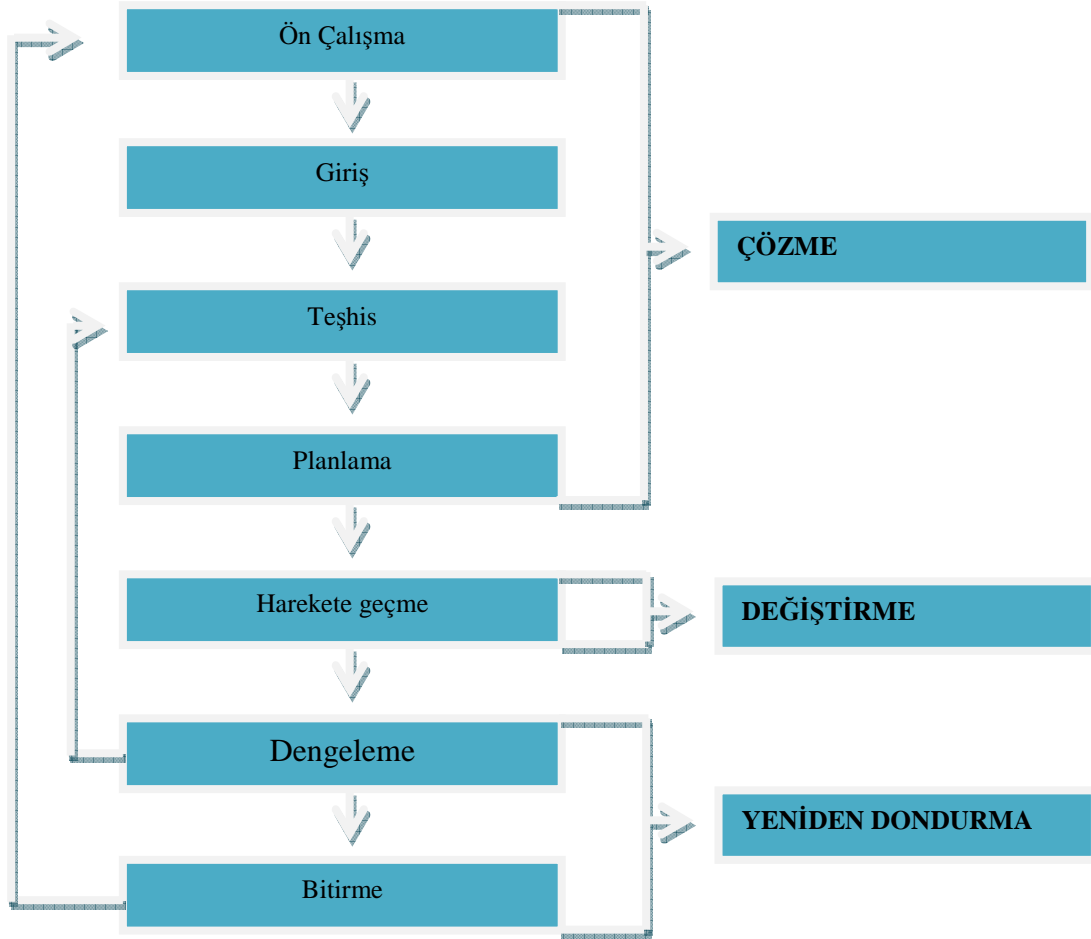 Ön Çalışma
Giriş
ÇÖZME
Teşhis
Planlama
Harekete geçme
DEĞİŞTİRME
Dengeleme
YENİDEN DONDURMA
Bitirme